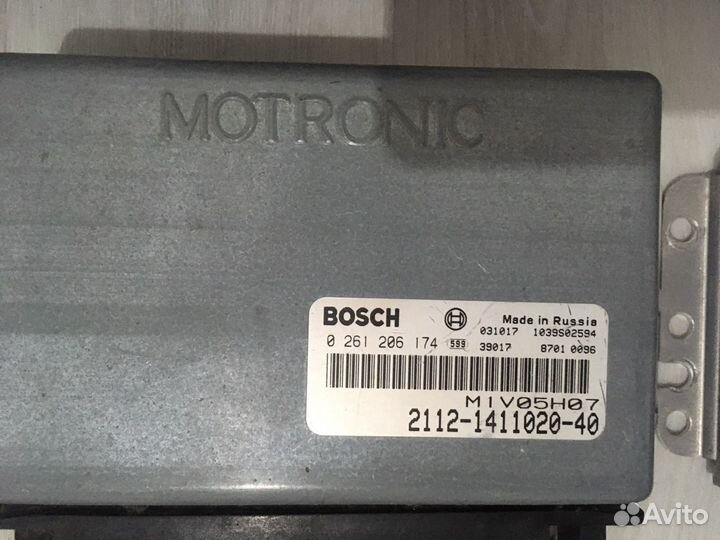 MOTRONIC
BOSCH Made in Russia
031017 1039S02594
0 261 206 174 599 39017 8701 0096
M1V05H07
2112-1411020-40
Avito